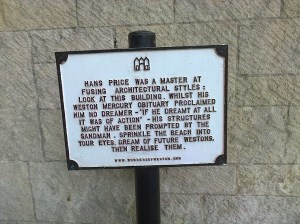 HANS PRICE WAS A MASTER AT
FUSING ARCHITECTURAL STYLES:
LOOK AT THIS BUILDING. WHILST HIS
WESTON MERCURY OBITUARY PROCLAIMED
HIM NO DREAMER - "IF HE DREAMT AT ALL
IT WAS OF ACTION" - HIS STRUCTURES
MIGHT HAVE BEEN PROMPTED BY THE
SANDMAN. SPRINKLE THE BEACH INTO
YOUR EYES, DREAM OF FUTURE WESTONS,
THEN REALISE THEM.